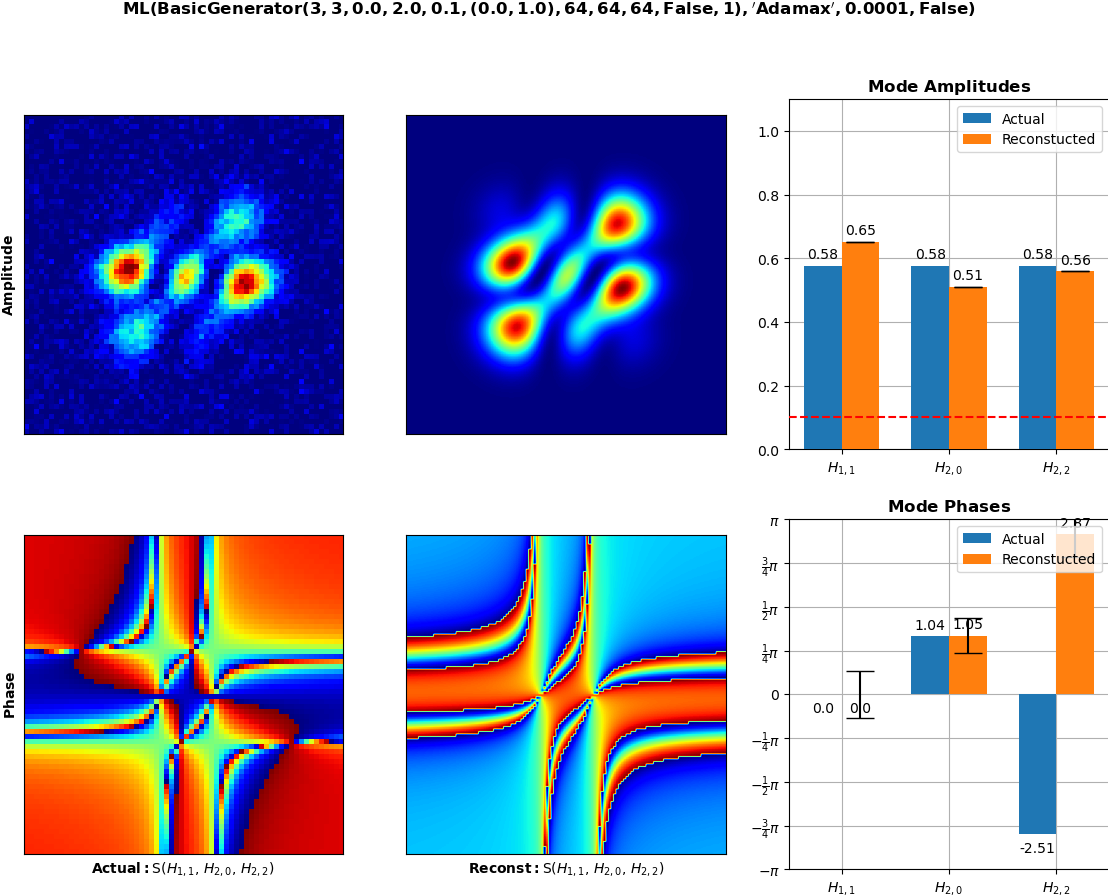 ML(BasicGenerator(3, 3, 0.0, 2.0, 0.1, (0.0, 1.0), 64, 64, 64, False, 1), ′Adamax′, 0.0001, False)
Amplitude
Mode Amplitudes
Actual
Reconstucted
1.0
0.8
0.6
0.4
0.2
0.0
0.58
0.65
0.58
0.51
0.58
0.56
H1, 1
H2, 0
H2, 2
Phase
Actual: S(H1, 1, H2, 0, H2, 2)
Reconst: S(H1, 1, H2, 0, H2, 2)
Mode Phases
Actual
Reconstucted
π
3/4π
1/2π
1/4π
0
−1/4π
−1/2π
−3/4π
−π
0.0
0.0
1.04
1.05
-2.51
2.87
H1, 1
H2, 0
H2, 2